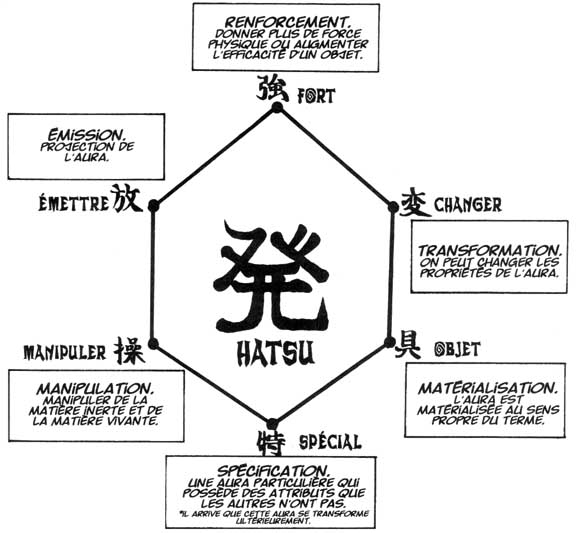 RENFORCEMENT.
DONNER PLUS DE FORCE
PHYSIQUE OU AUGMENTER
L'EFFICACITÉ D'UN OBJET.
強 FORT
ÉMISSION.
PROJECTION DE
L'AURA.
ÉMETTRE 放
変 CHANGER
TRANSFORMATION.
ON PEUT CHANGER LES
PROPRIÉTÉS DE L'AURA.
発
HATSU
MANIPULER 操
具 OBJET
MANIPULATION.
MANIPULER DE LA
MATIÈRE INERTE ET DE
LA MATIÈRE VIVANTE.
MATÉRIALISATION.
L'AURA EST
MATÉRIALISÉE AU SENS
PROPRE DU TERME.
特 SPÉCIAL
SPÉCIFICATION.
UNE AURA PARTICULIÈRE QUI
POSSÈDE DES ATTRIBUTS QUE
LES AUTRES N'ONT PAS.
*IL ARRIVE QUE CETTE AURA SE TRANSFORME
ULTÉRIEUREMENT.